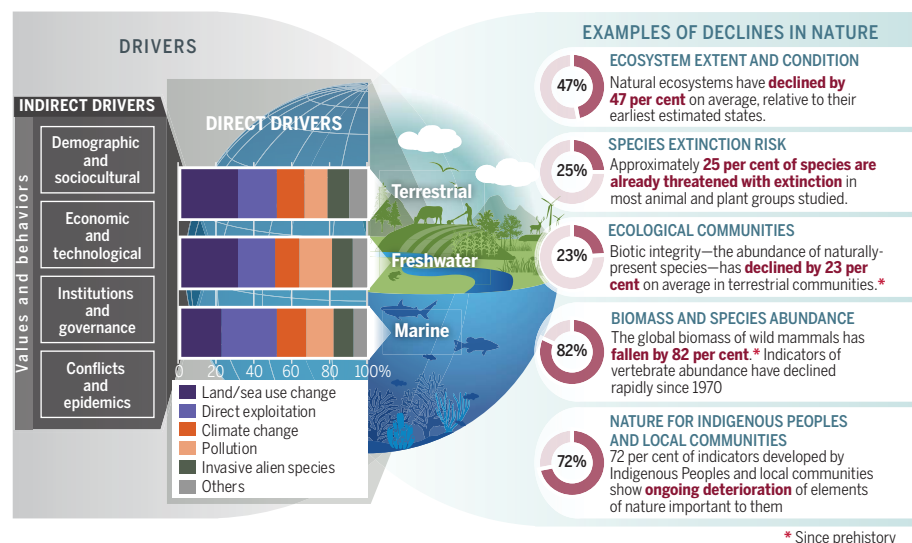 DRIVERS
INDIRECT DRIVERS
Values and behaviors
Demographic
and
sociocultural
Economic
and
technological
Institutions
and
governance
Conflicts
and
epidemics
DIRECT DRIVERS
Terrestrial
Freshwater
Marine
0 20 40 60 80 100%
Land/sea use change
Direct exploitation
Climate change
Pollution
Invasive alien species
Others
EXAMPLES OF DECLINES IN NATURE
47%
ECOSYSTEM EXTENT AND CONDITION
Natural ecosystems have declined by
47 per cent on average, relative to their
earliest estimated states.
25%
SPECIES EXTINCTION RISK
Approximately 25 per cent of species are
already threatened with extinction in
most animal and plant groups studied.
23%
ECOLOGICAL COMMUNITIES
Biotic integrity—the abundance of naturally-
present species—has declined by 23 per
cent on average in terrestrial communities.*
82%
BIOMASS AND SPECIES ABUNDANCE
The global biomass of wild mammals has
fallen by 82 per cent.* Indicators of
vertebrate abundance have declined
rapidly since 1970
72%
NATURE FOR INDIGENOUS PEOPLES
AND LOCAL COMMUNITIES
72 per cent of indicators developed by
Indigenous Peoples and local communities
show ongoing deterioration of elements
of nature important to them
* Since prehistory